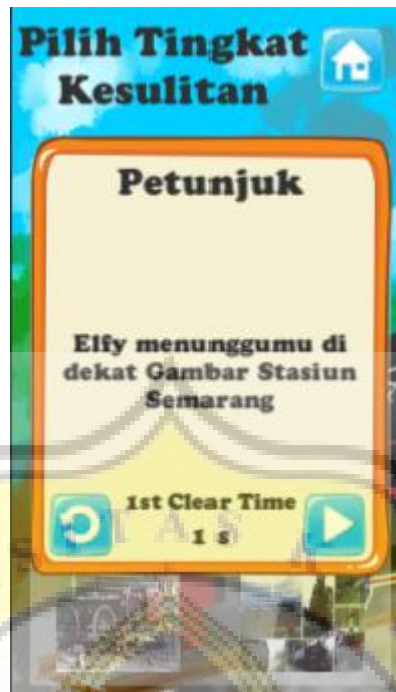 Pilih Tingkat
Kesulitan
Petunjuk
Elfy menunggumu di
dekat Gambar Stasiun
Semarang
1st Clear Time
1 s